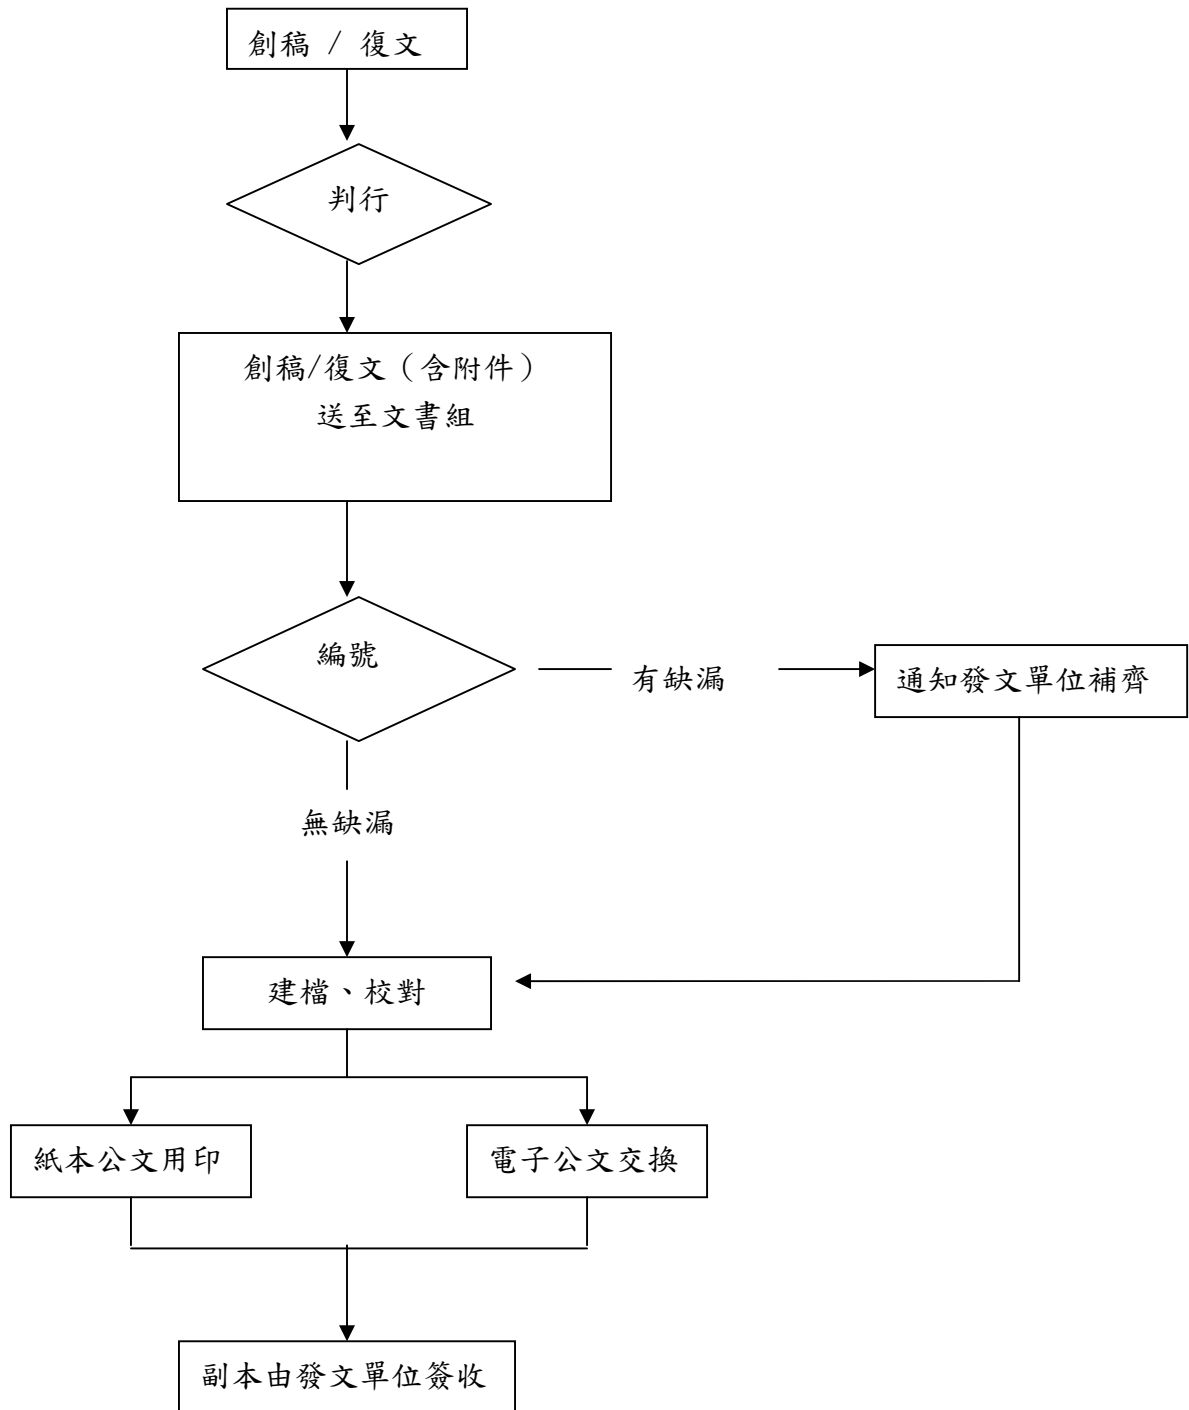 創稿 / 復文
判行
創稿/復文（含附件）
送至文書組
編號
有缺漏
通知發文單位補齊
無缺漏
建檔、校對
紙本公文用印
電子公文交換
副本由發文單位簽收